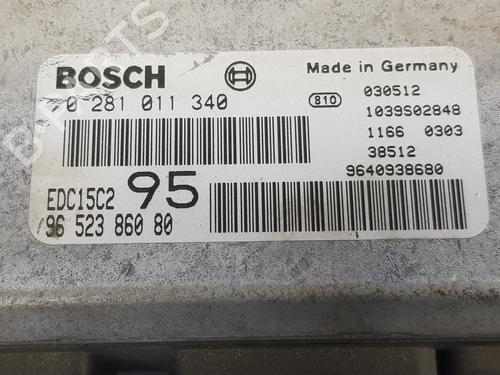 BOSCH
Made in Germany
0 281 011 340
810
030512
1039S02848
1166 0303
38512
9640938680
EDC15C2 95
96 523 860 80